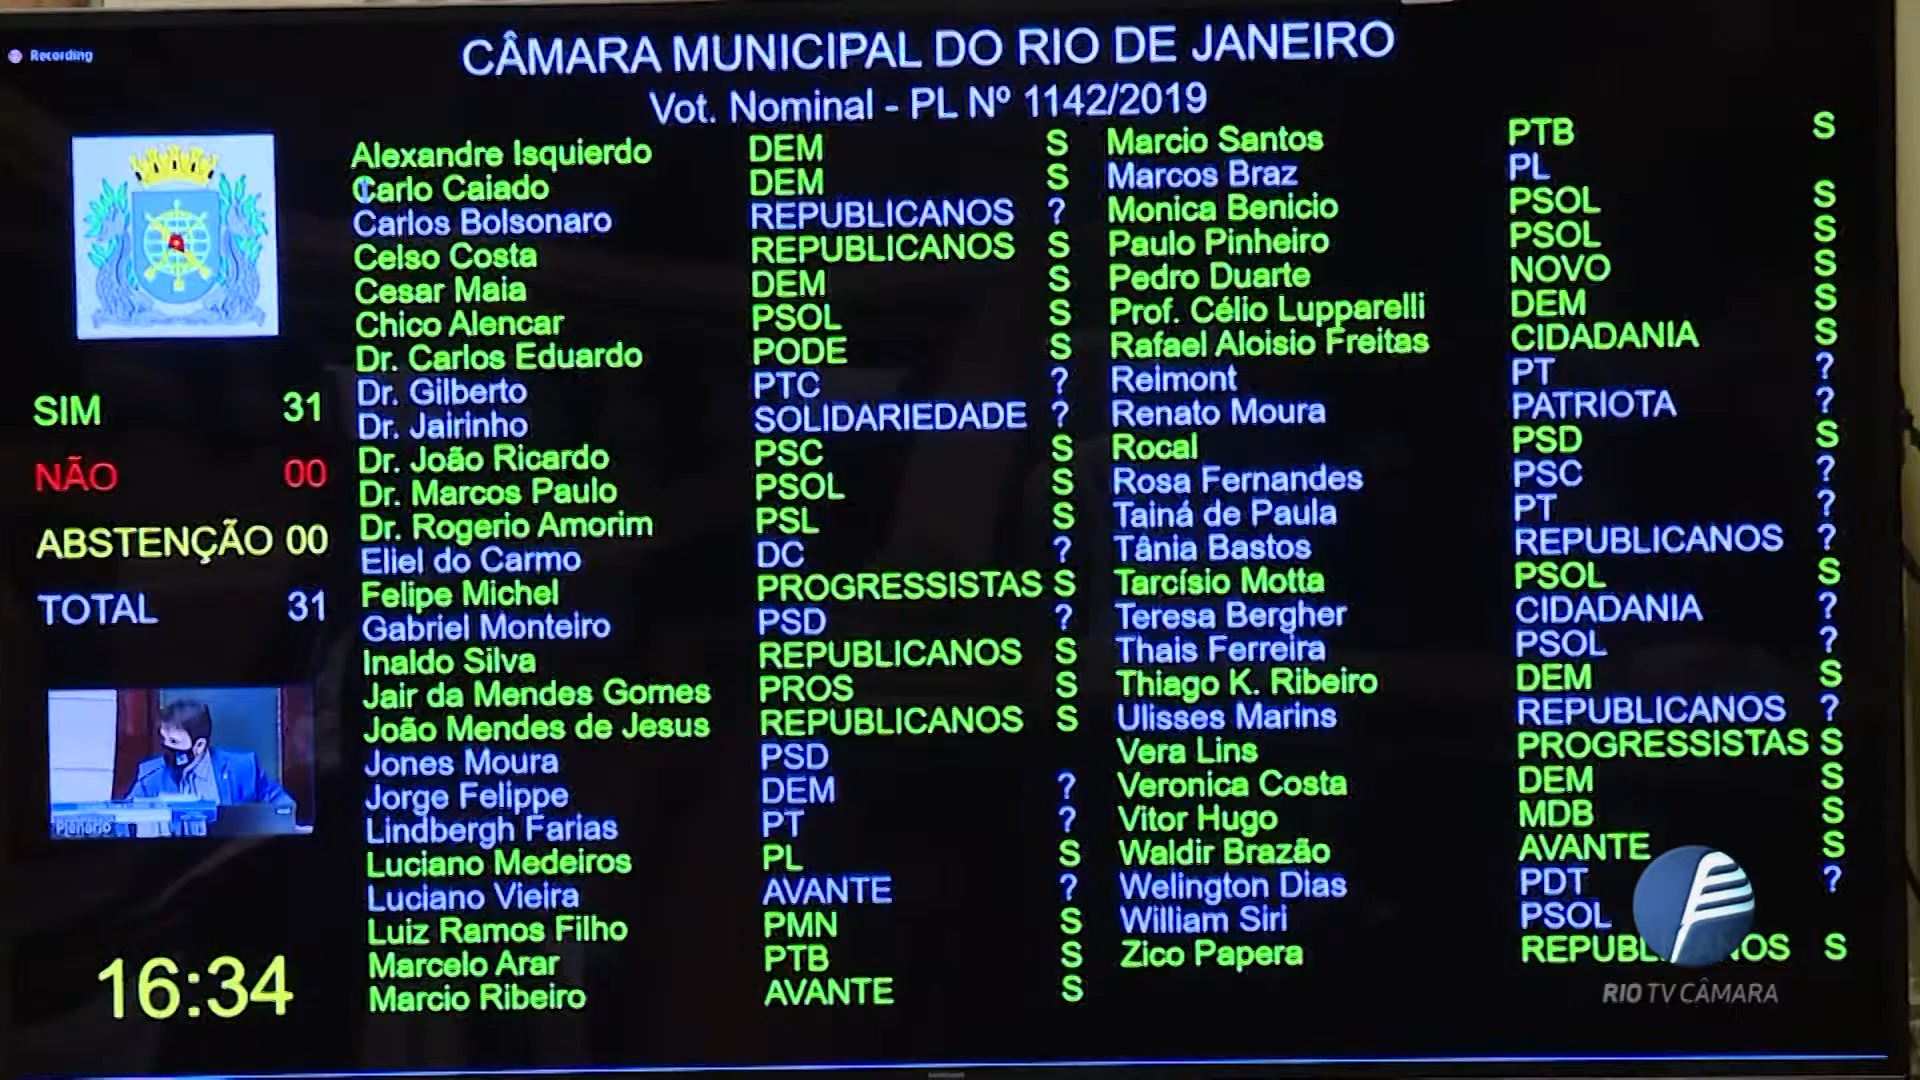 Recording
CÂMARA MUNICIPAL DO RIO DE JANEIRO
Vot. Nominal - PL Nº 1142/2019
Alexandre Isquierdo DEM S
Carlo Caiado DEM S
Carlos Bolsonaro REPUBLICANOS ?
Celso Costa REPUBLICANOS S
Cesar Maia DEM S
Chico Alencar PSOL S
Dr. Carlos Eduardo PODE S
Dr. Gilberto PTC ?
Dr. Jairinho SOLIDARIEDADE ?
Dr. João Ricardo PSC S
Dr. Marcos Paulo PSOL S
Dr. Rogerio Amorim PSL S
Eliel do Carmo DC ?
Felipe Michel PROGRESSISTAS S
Gabriel Monteiro PSD ?
Inaldo Silva REPUBLICANOS S
Jair da Mendes Gomes PROS S
João Mendes de Jesus REPUBLICANOS S
Jones Moura PSD
Jorge Felippe DEM ?
Lindbergh Farias PT ?
Luciano Medeiros PL S
Luciano Vieira AVANTE ?
Luiz Ramos Filho PMN S
Marcelo Arar PTB S
Marcio Ribeiro AVANTE S
Marcio Santos PTB S
Marcos Braz PL
Monica Benicio PSOL S
Paulo Pinheiro PSOL S
Pedro Duarte NOVO S
Prof. Célio Lupparelli DEM S
Rafael Aloisio Freitas CIDADANIA S
Reimont PT ?
Renato Moura PATRIOTA ?
Rocal PSD S
Rosa Fernandes PSC ?
Tainá de Paula PT ?
Tânia Bastos REPUBLICANOS ?
Tarcísio Motta PSOL S
Teresa Bergher CIDADANIA ?
Thais Ferreira PSOL ?
Thiago K. Ribeiro DEM S
Ulisses Marins REPUBLICANOS ?
Vera Lins PROGRESSISTAS S
Veronica Costa DEM S
Vitor Hugo MDB S
Waldir Brazão AVANTE S
Welington Dias PDT ?
William Siri PSOL
Zico Papera REPUBLICANOS S
SIM 31
NÃO 00
ABSTENÇÃO 00
TOTAL 31
Plenário
16:34
RIO TV CÂMARA